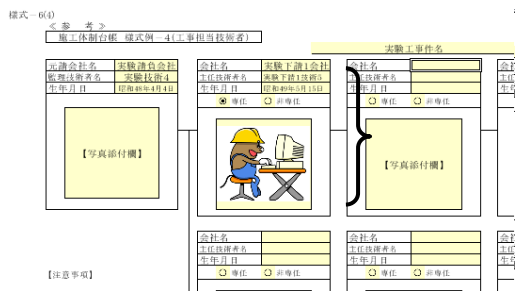 様式－6(4)
≪ 参 考 ≫
施工体制台帳 様式例－4(工事担当技術者)
実験工事件名
元請会社名 実験請負会社
監理技術者名 実験技術4
生年月日 昭和48年4月4日
【写真添付欄】
会社名 実験下請1会社
主任技術者名 実験下請1技術5
生年月日 昭和49年5月15日
専任 非専任
会社名
主任技術者名
生年月日
専任 非専任
【写真添付欄】
会社名
主任技術者名
生年月日
専任 非専任
会社名
主任技術者名
生年月日
専任 非専任
【注意事項】